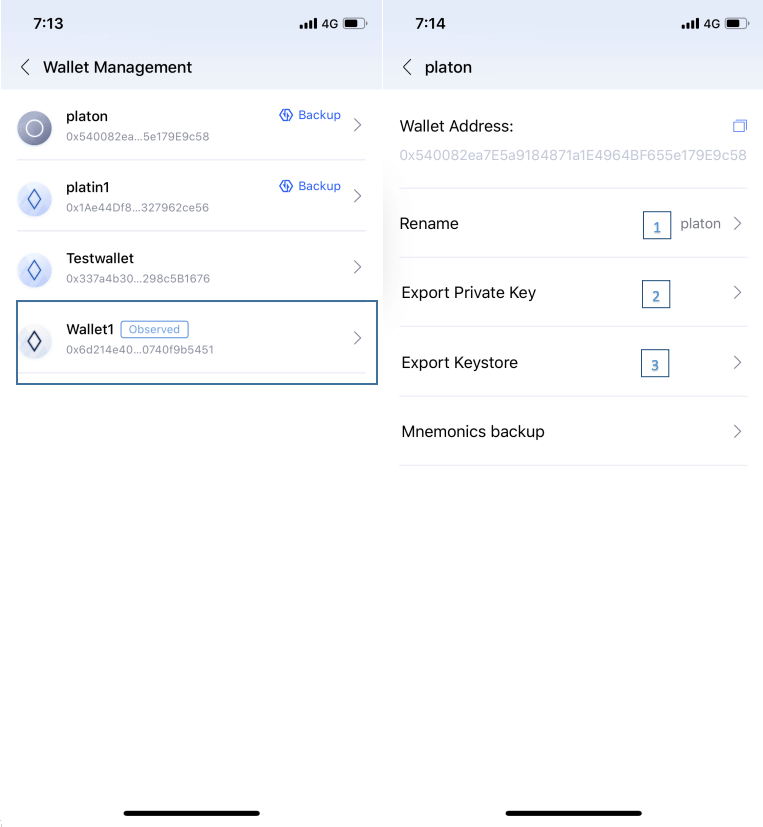 7:13
4G
Wallet Management
platon
Backup
0x540082ea...5e179E9c58
platin1
Backup
0x1Ae44Df8...327962ce56
Testwallet
0x337a4b30...298c5B1676
Wallet1 Observed
0x6d214e40...0740f9b5451
7:14
4G
platon
Wallet Address:
0x540082ea7E5a9184871a1E4964BF655e179E9c58
Rename 1 platon
Export Private Key 2
Export Keystore 3
Mnemonics backup